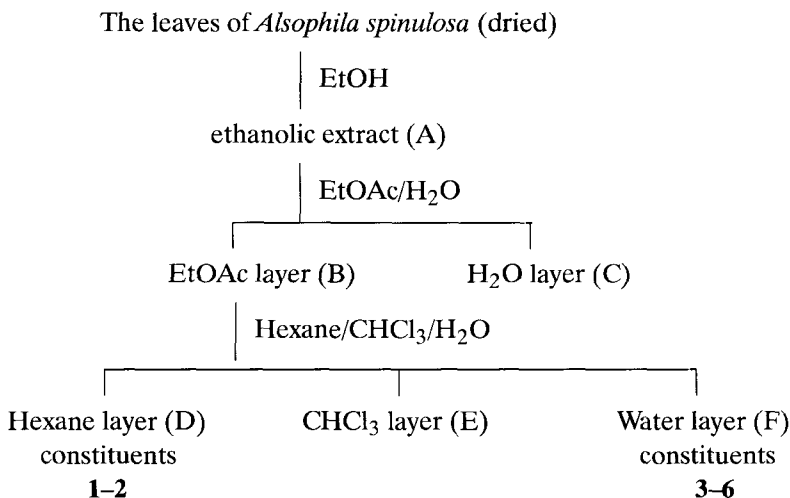 The leaves of Alsophila spinulosa (dried)
EtOH
ethanolic extract (A)
EtOAc/H₂O
EtOAc layer (B) H₂O layer (C)
Hexane/CHCl₃/H₂O
Hexane layer (D) CHCl₃ layer (E) Water layer (F)
constituents constituents
1–2 3–6